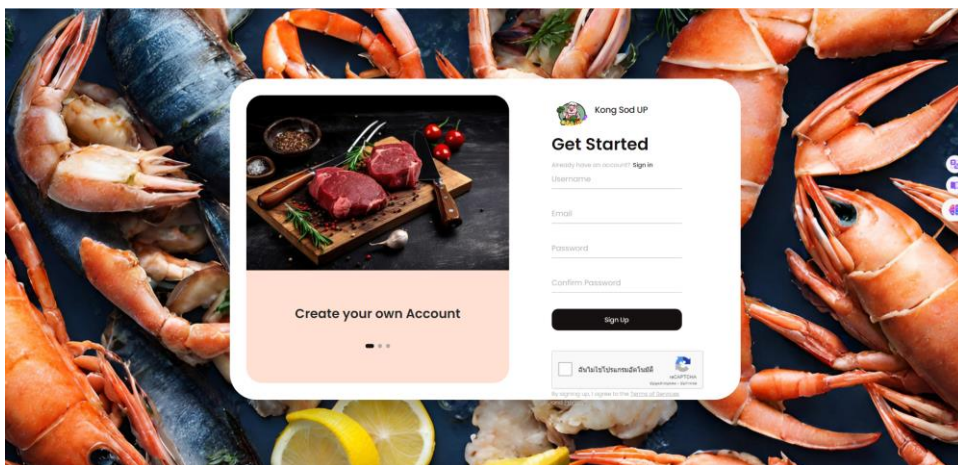 Kong Sod UP
Get Started
Already have an account? Sign in
Username
Email
Password
Confirm Password
Create your own Account
Sign Up
ฉันไม่ใช่โปรแกรมอัตโนมัติ
reCAPTCHA
By signing up, I agree to the Terms of Services